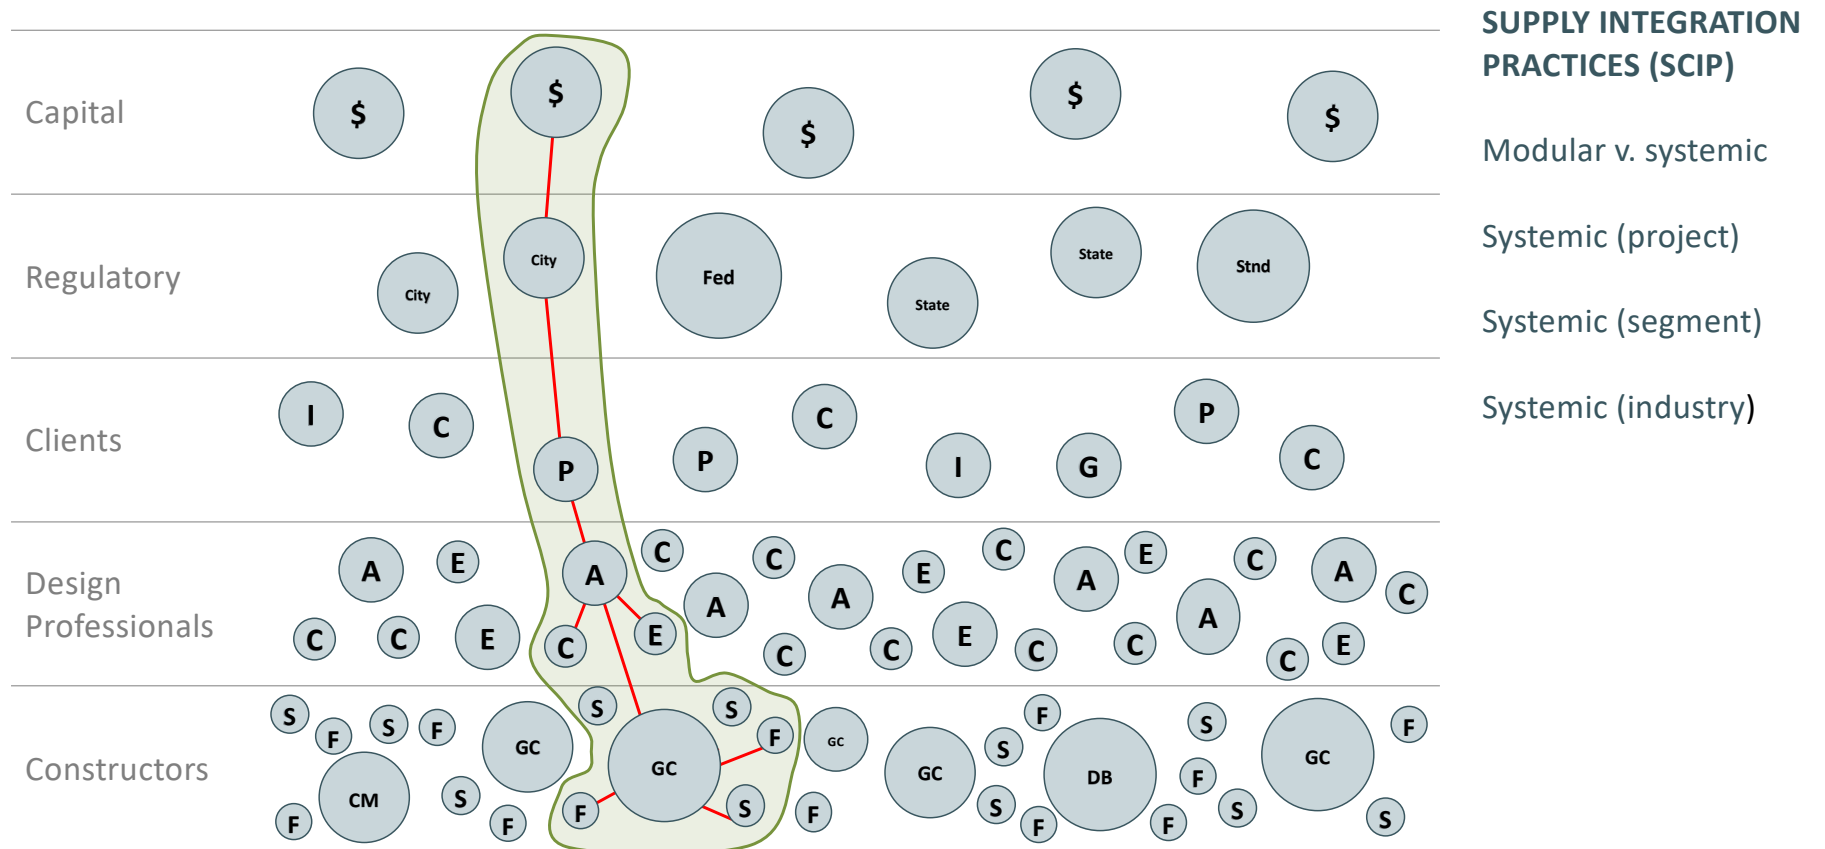 SUPPLY INTEGRATION
PRACTICES (SCIP)
Modular v. systemic
Systemic (project)
Systemic (segment)
Systemic (industry)
Capital
$
$
$
$
$
Regulatory
City
City
Fed
State
State
Stnd
Clients
I
C
P
P
C
I
G
P
C
Design
Professionals
A
E
C
C
E
A
C
E
C
A
C
C
A
E
C
C
E
C
A
E
C
A
C
C
A
E
C
Constructors
S
F
S
F
CM
F
S
F
GC
S
GC
F
S
F
S
GC
F
GC
S
S
F
F
DB
S
F
S
F
GC
F
S